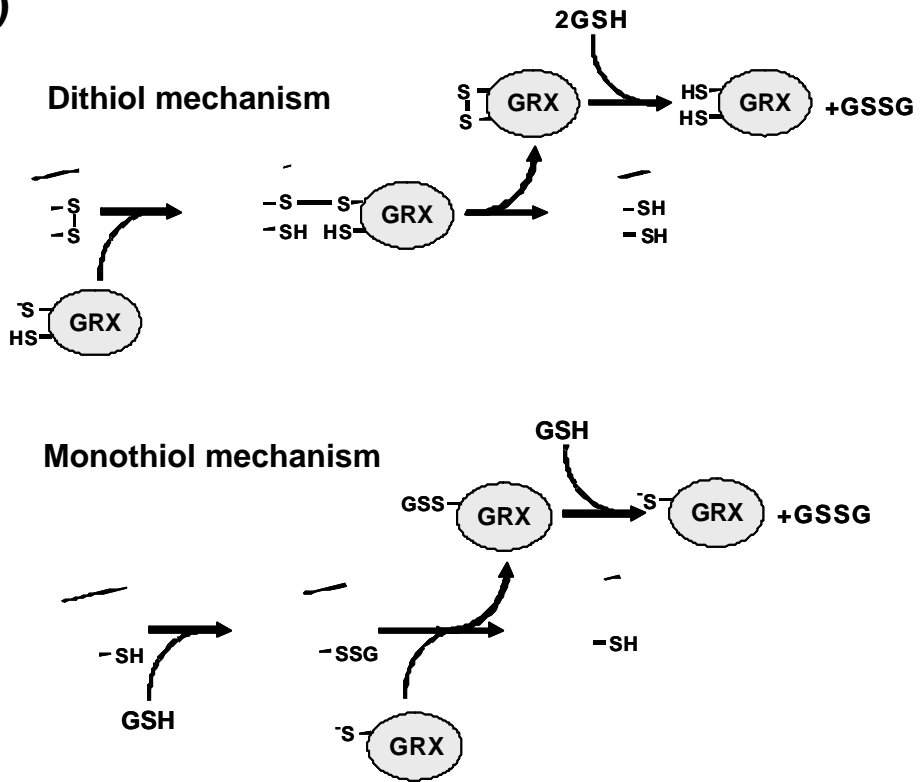 )
2GSH
Dithiol mechanism
S
S
GRX
HS
HS
GRX
+GSSG
S
S
S
S
SH
HS
GRX
SH
SH
-S
HS
GRX
GSH
Monothiol mechanism
GSS
GRX
-S
GRX
+GSSG
SH
SSG
SH
GSH
-S
GRX